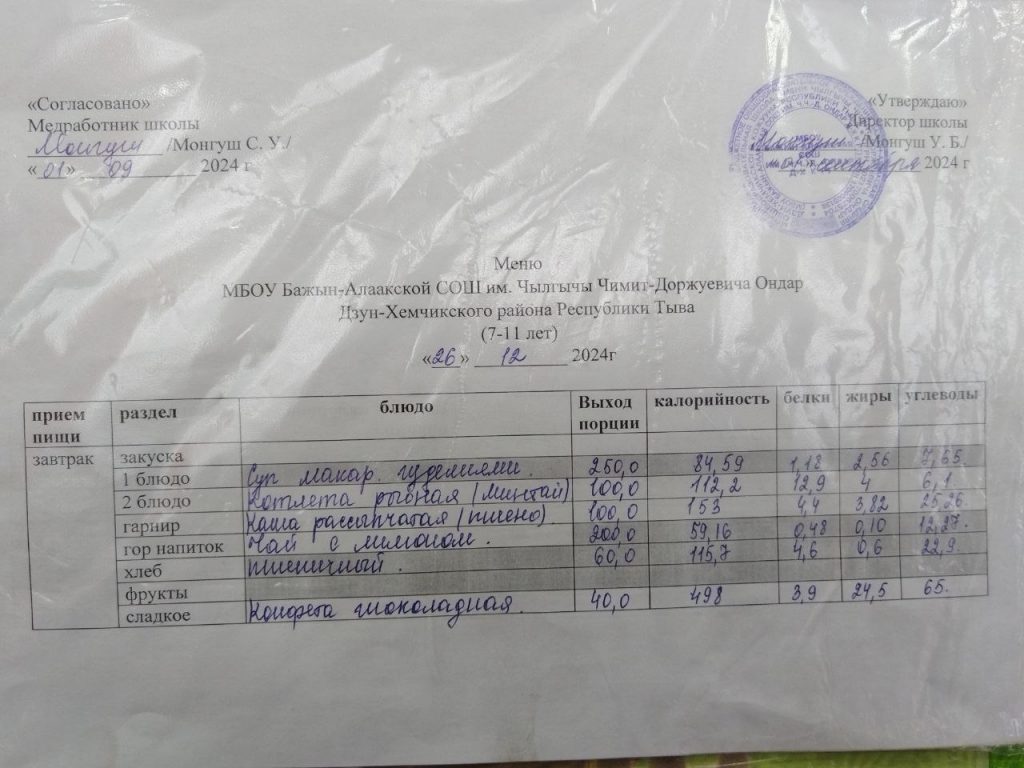 «Согласовано»
Медработник школы
Монгуш /Монгуш С. У./
«01» 09 2024 г
«Утверждаю»
Директор школы
Монгуш /Монгуш У. Б./
сентября 2024 г
Меню
МБОУ Бажын-Алаакской СОШ им. Чылгычы Чимит-Доржуевича Ондар
Дзун-Хемчикского района Республики Тыва
(7-11 лет)
«26» 12 2024г
прием пищи раздел блюдо Выход порции калорийность белки жиры углеводы
завтрак закуска
1 блюдо Суп макар. изделиями. 250,0 84,59 1,18 2,56 7,65.
2 блюдо Котлета рыбная (минтай) 100,0 112,2 12,9 4 6,1.
гарнир Каша рассыпчатая (пшено). 100,0 153 4,4 3,82 25,26.
гор напиток Чай с лимоном. 200,0 59,16 0,48 0,10 12,27.
хлеб пшеничный. 60,0 115,7 4,6 0,6 22,9.
фрукты
сладкое Конфета шоколадная. 40,0 498 3,9 24,5 65.